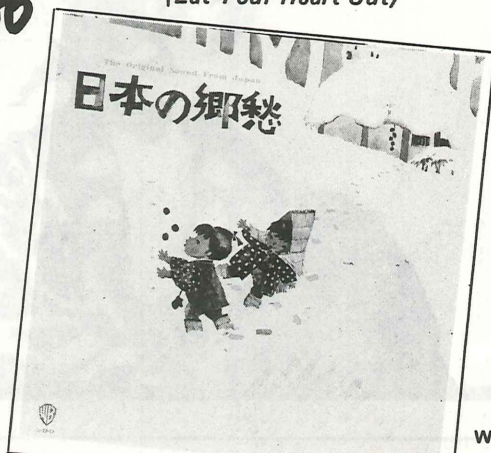 (Eat Your Heart Out)
The Original Sound From Japan
日本の郷愁
W